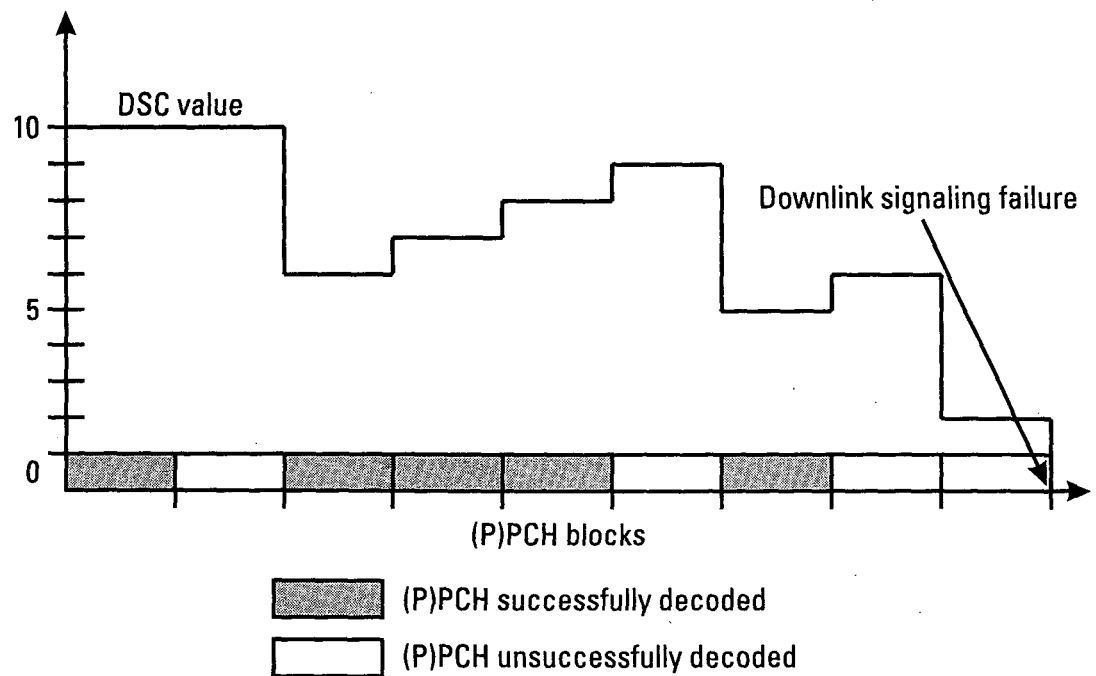 DSC value
10
Downlink signaling failure
5
0
(P)PCH blocks
(P)PCH successfully decoded
(P)PCH unsuccessfully decoded